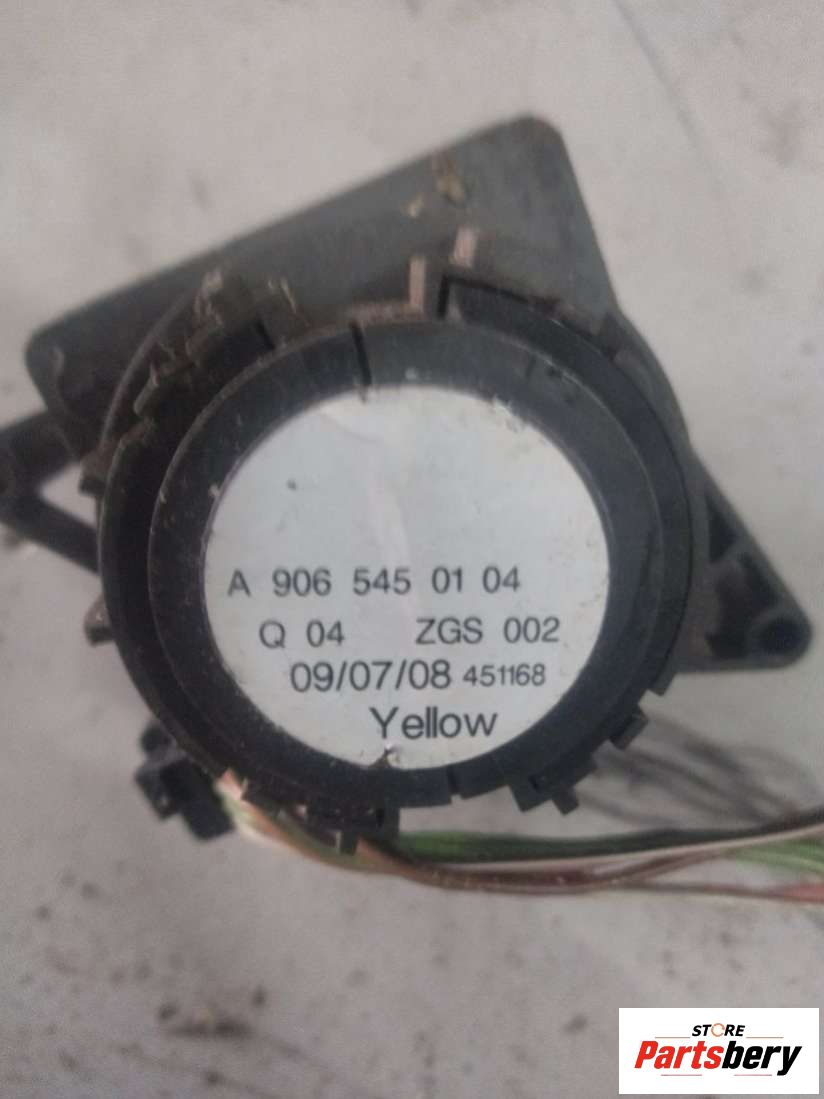 A 906 545 01 04
Q 04 ZGS 002
09/07/08 451168
Yellow
STORE
Partsbery